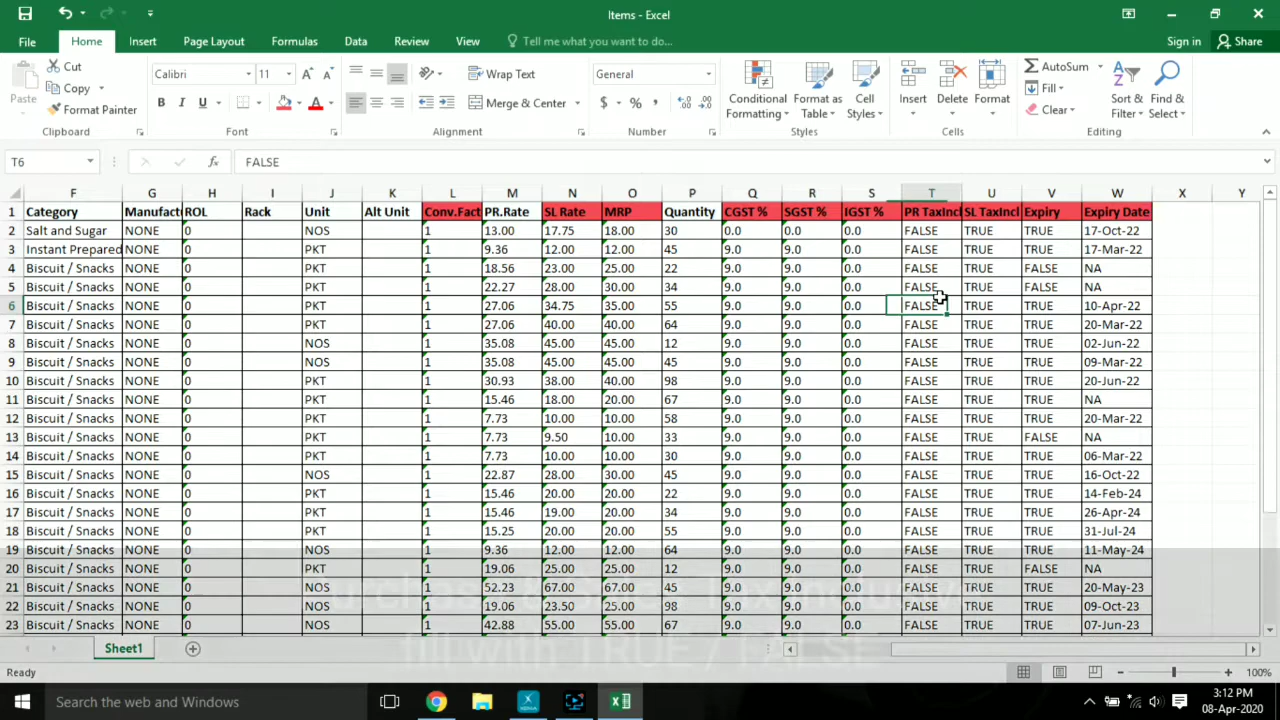 Items - Excel
File Home Insert Page Layout Formulas Data Review View Tell me what you want to do... Sign in Share
Paste Cut Copy Format Painter
Calibri 11 B I U
Wrap Text Merge & Center
General $ % ,
Conditional Formatting Format as Table Cell Styles
Insert Delete Format
AutoSum Fill Clear Sort & Filter Find & Select
Clipboard Font Alignment Number Styles Cells Editing
T6 fx FALSE
F G H I J K L M N O P Q R S T U V W X Y
1 Category Manufact ROL Rack Unit Alt Unit Conv.Fact PR.Rate SL Rate MRP Quantity CGST % SGST % IGST % PR TaxIncl SL TaxIncl Expiry Expiry Date
2 Salt and Sugar NONE 0 NOS 1 13.00 17.75 18.00 30 0.0 0.0 0.0 FALSE TRUE TRUE 17-Oct-22
3 Instant Prepared NONE 0 PKT 1 9.36 12.00 12.00 45 9.0 9.0 0.0 FALSE TRUE TRUE 17-Mar-22
4 Biscuit / Snacks NONE 0 PKT 1 18.56 23.00 25.00 22 9.0 9.0 0.0 FALSE TRUE FALSE NA
5 Biscuit / Snacks NONE 0 PKT 1 22.27 28.00 30.00 34 9.0 9.0 0.0 FALSE TRUE FALSE NA
6 Biscuit / Snacks NONE 0 PKT 1 27.06 34.75 35.00 55 9.0 9.0 0.0 FALSE TRUE TRUE 10-Apr-22
7 Biscuit / Snacks NONE 0 PKT 1 27.06 40.00 40.00 64 9.0 9.0 0.0 FALSE TRUE TRUE 20-Mar-22
8 Biscuit / Snacks NONE 0 NOS 1 35.08 45.00 45.00 12 9.0 9.0 0.0 FALSE TRUE TRUE 02-Jun-22
9 Biscuit / Snacks NONE 0 NOS 1 35.08 45.00 45.00 45 9.0 9.0 0.0 FALSE TRUE TRUE 09-Mar-22
10 Biscuit / Snacks NONE 0 PKT 1 30.93 38.00 40.00 98 9.0 9.0 0.0 FALSE TRUE TRUE 20-Jun-22
11 Biscuit / Snacks NONE 0 PKT 1 15.46 18.00 20.00 67 9.0 9.0 0.0 FALSE TRUE TRUE NA
12 Biscuit / Snacks NONE 0 PKT 1 7.73 10.00 10.00 58 9.0 9.0 0.0 FALSE TRUE TRUE 20-Mar-22
13 Biscuit / Snacks NONE 0 PKT 1 7.73 9.50 10.00 33 9.0 9.0 0.0 FALSE TRUE FALSE NA
14 Biscuit / Snacks NONE 0 PKT 1 7.73 10.00 10.00 30 9.0 9.0 0.0 FALSE TRUE TRUE 06-Mar-22
15 Biscuit / Snacks NONE 0 NOS 1 22.87 28.00 30.00 45 9.0 9.0 0.0 FALSE TRUE TRUE 16-Oct-22
16 Biscuit / Snacks NONE 0 PKT 1 15.46 20.00 20.00 22 9.0 9.0 0.0 FALSE TRUE TRUE 14-Feb-24
17 Biscuit / Snacks NONE 0 PKT 1 15.46 19.00 20.00 34 9.0 9.0 0.0 FALSE TRUE TRUE 26-Apr-24
18 Biscuit / Snacks NONE 0 PKT 1 15.25 20.00 20.00 55 9.0 9.0 0.0 FALSE TRUE TRUE 31-Jul-24
19 Biscuit / Snacks NONE 0 NOS 1 9.36 12.00 12.00 64 9.0 9.0 0.0 FALSE TRUE TRUE 11-May-24
20 Biscuit / Snacks NONE 0 PKT 1 19.06 25.00 25.00 12 9.0 9.0 0.0 FALSE TRUE FALSE NA
21 Biscuit / Snacks NONE 0 NOS 1 52.23 67.00 67.00 45 9.0 9.0 0.0 FALSE TRUE TRUE 20-May-23
22 Biscuit / Snacks NONE 0 NOS 1 19.06 23.50 25.00 98 9.0 9.0 0.0 FALSE TRUE TRUE 09-Oct-23
23 Biscuit / Snacks NONE 0 PKT 1 42.88 55.00 55.00 67 9.0 9.0 0.0 FALSE TRUE TRUE 07-Jun-23
Sheet1
Ready 100%
Search the web and Windows
3:12 PM
08-Apr-2020